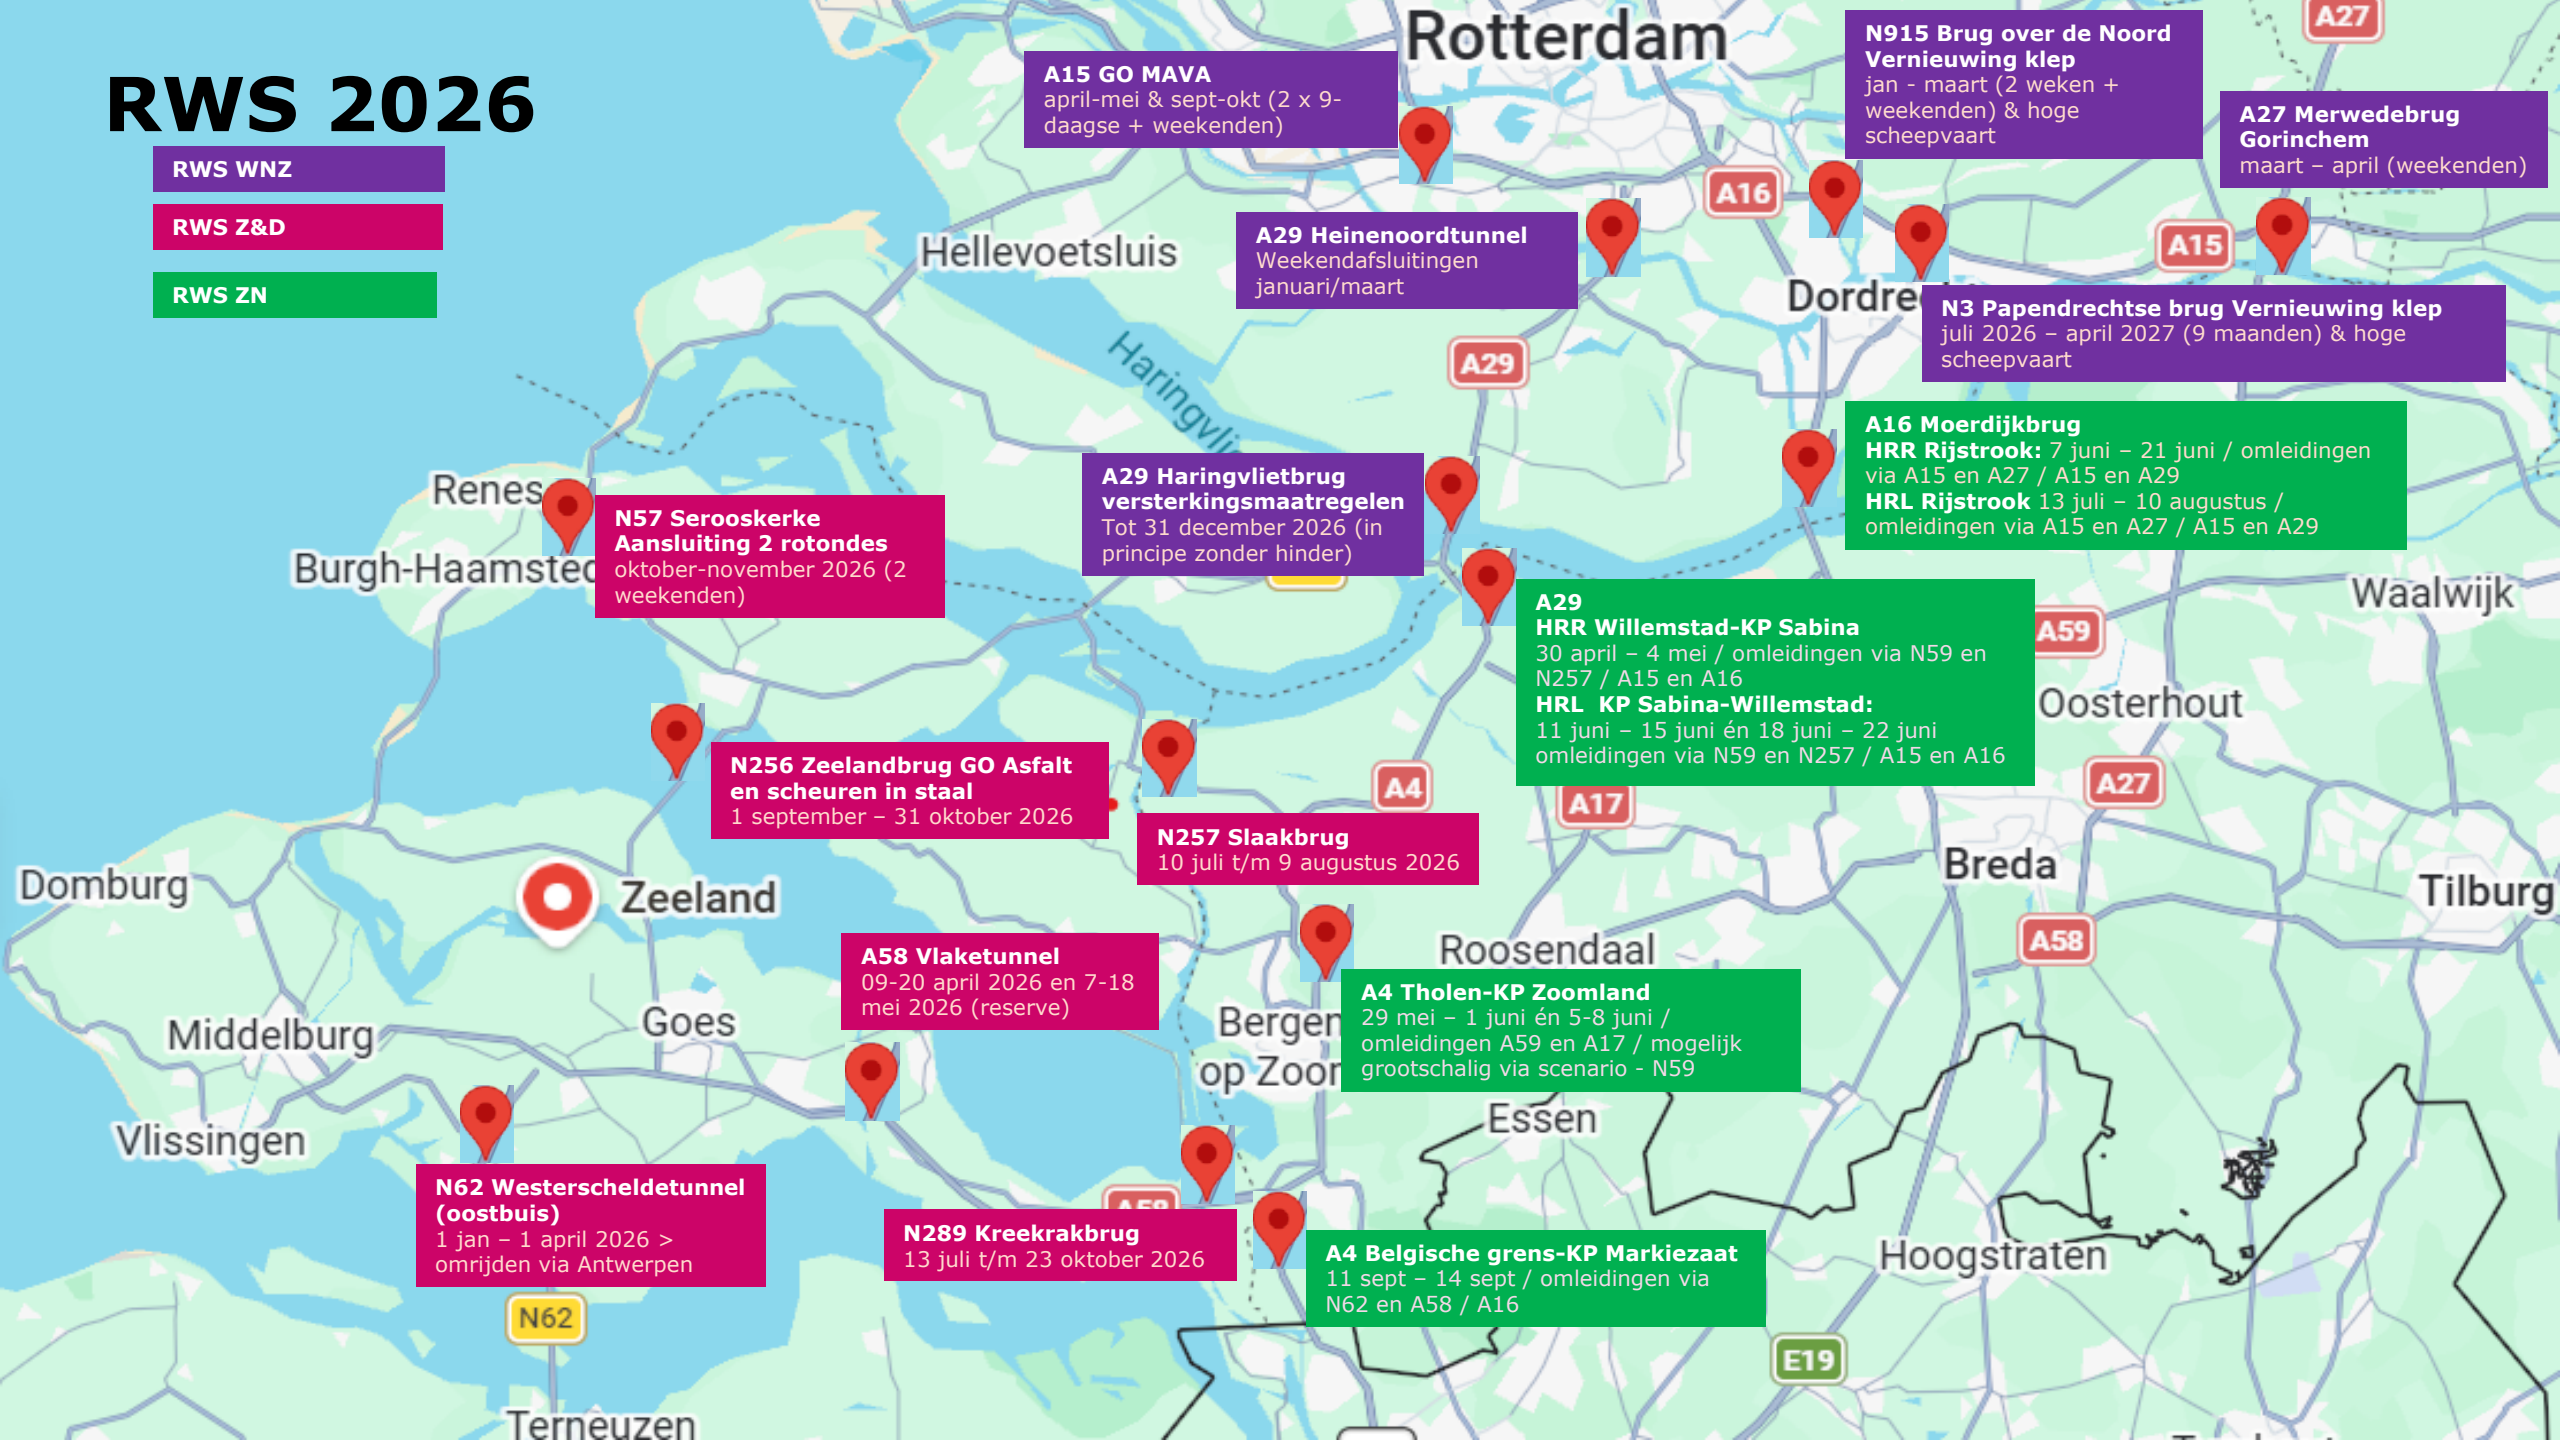 RWS 2026
RWS WNZ
RWS Z&D
RWS ZN
Rotterdam
A15 GO MAVA
april-mei & sept-okt (2 x 9-
daagse + weekenden)
N915 Brug over de Noord
Vernieuwing klep
jan - maart (2 weken +
weekenden) & hoge
scheepvaart
A27
A27 Merwedebrug
Gorinchem
maart – april (weekenden)
A16
A15
Hellevoetsluis
A29 Heinenoordtunnel
Weekendafsluitingen
januari/maart
Dordre
N3 Papendrechtse brug Vernieuwing klep
juli 2026 – april 2027 (9 maanden) & hoge
scheepvaart
A29
Haringvli
A16 Moerdijkbrug
HRR Rijstrook: 7 juni – 21 juni / omleidingen
via A15 en A27 / A15 en A29
HRL Rijstrook 13 juli – 10 augustus /
omleidingen via A15 en A27 / A15 en A29
A29 Haringvlietbrug
versterkingsmaatregelen
Tot 31 december 2026 (in
principe zonder hinder)
Renes
Burgh-Haamsted
N57 Serooskerke
Aansluiting 2 rotondes
oktober-november 2026 (2
weekenden)
A29
HRR Willemstad-KP Sabina
30 april – 4 mei / omleidingen via N59 en
N257 / A15 en A16
HRL  KP Sabina-Willemstad:
11 juni – 15 juni én 18 juni – 22 juni
omleidingen via N59 en N257 / A15 en A16
A59
Waalwijk
Oosterhout
N256 Zeelandbrug GO Asfalt
en scheuren in staal
1 september – 31 oktober 2026
A4
A17
A27
N257 Slaakbrug
10 juli t/m 9 augustus 2026
Domburg
Zeeland
Breda
Tilburg
A58
A58 Vlaketunnel
09-20 april 2026 en 7-18
mei 2026 (reserve)
Roosendaal
A4 Tholen-KP Zoomland
29 mei – 1 juni én 5-8 juni /
omleidingen A59 en A17 / mogelijk
grootschalig via scenario - N59
Middelburg
Goes
Bergen
op Zoor
Vlissingen
Essen
N62 Westerscheldetunnel
(oostbuis)
1 jan – 1 april 2026 >
omrijden via Antwerpen
A58
N289 Kreekrakbrug
13 juli t/m 23 oktober 2026
A4 Belgische grens-KP Markiezaat
11 sept – 14 sept / omleidingen via
N62 en A58 / A16
Hoogstraten
N62
E19
Terneuzen